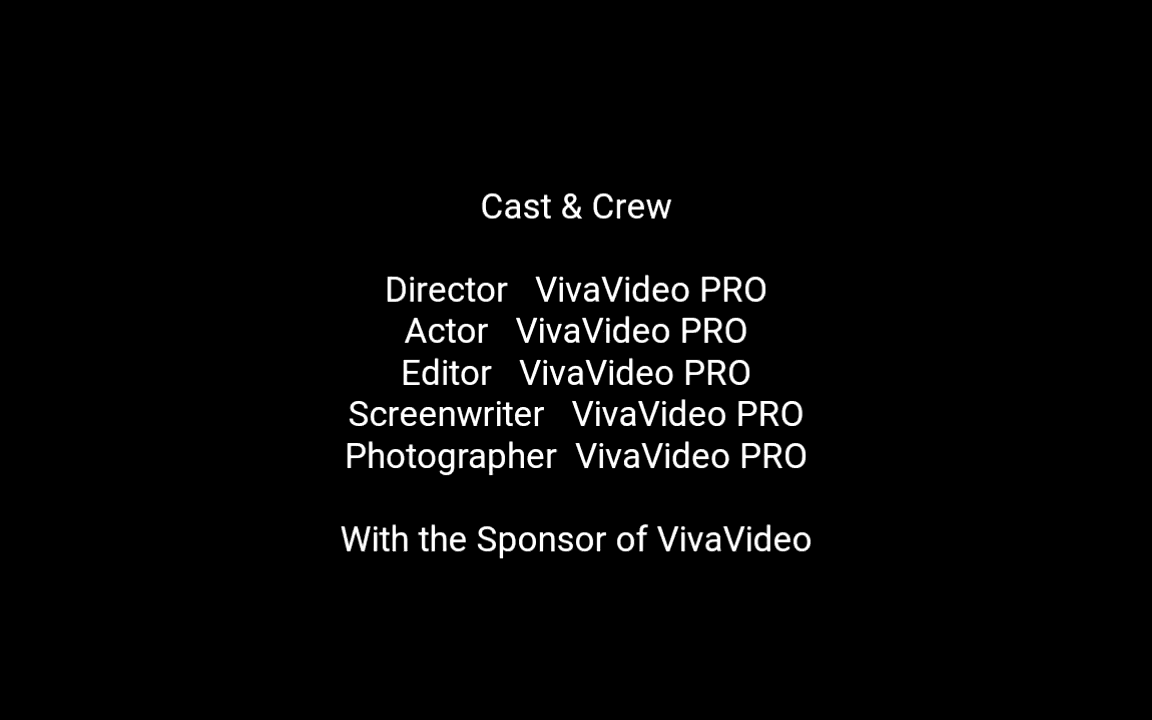 Cast & Crew
Director VivaVideo PRO
Actor VivaVideo PRO
Editor VivaVideo PRO
Screenwriter VivaVideo PRO
Photographer VivaVideo PRO
With the Sponsor of VivaVideo